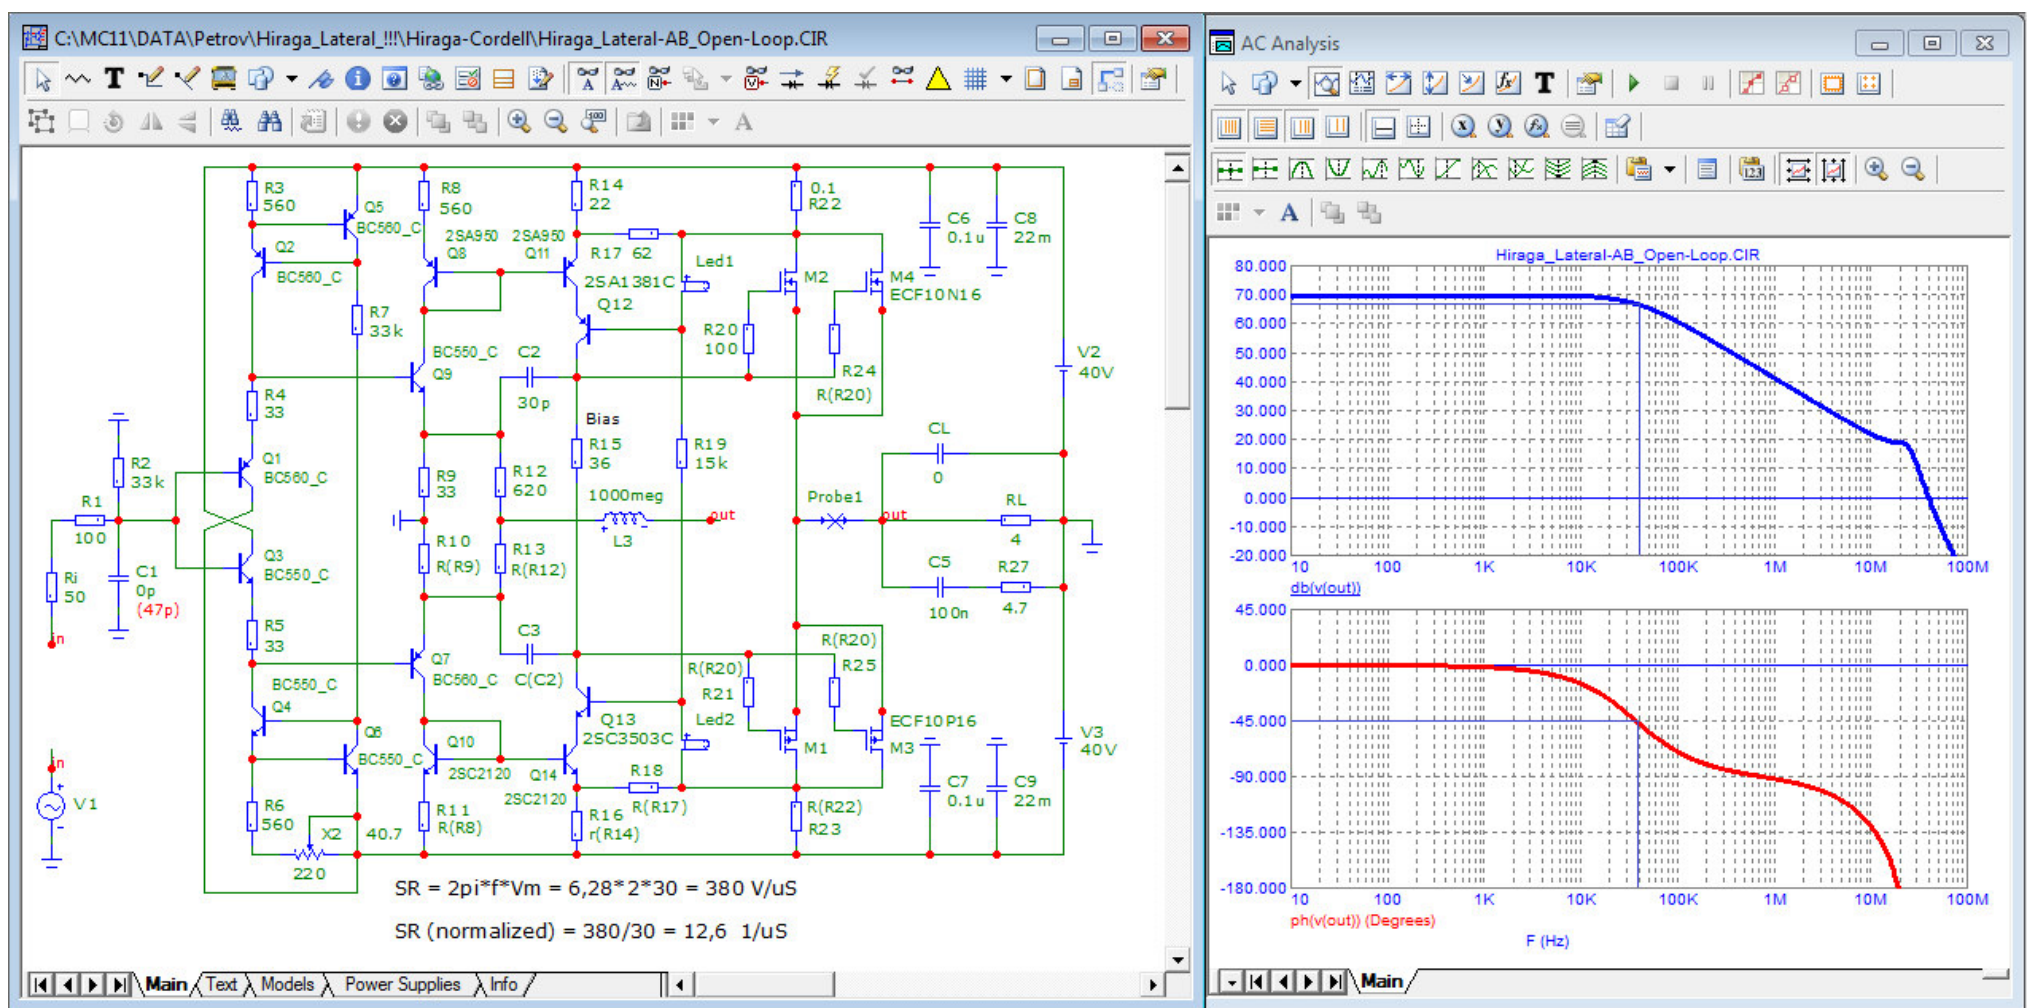 C:\MC11\DATA\Petrov\Hiraga_Lateral_!!!\Hiraga-Cordell\Hiraga_Lateral-AB_Open-Loop.CIR
R3
560
Q5
BC560_C
Q2
BC560_C
R7
33k
R8
560
2SA950
Q8
2SA950
Q11
R14
22
R17 62
2SA1381C
Q12
Led1
0.1
R22
M2
M4
ECF10N16
C6
0.1u
C8
22m
R20
100
R24
R(R20)
V2
40V
BC550_C
Q9
C2
30p
R4
33
Bias
R15
36
R19
15k
CL
0
R2
33k
Q1
BC560_C
R1
100
R9
33
R12
620
1000meg
L3
out
Probe1
out
RL
4
Q3
BC550_C
R10
R(R9)
R13
R(R12)
C5
100n
R27
4.7
Ri
50
C1
0p
(47p)
in
R5
33
C3
C(C2)
Q7
BC560_C
R(R20)
R21
R(R20)
R25
BC550_C
Q4
Q6
BC550_C
Q10
2SC2120
Q14
2SC2120
Q13
2SC3503C
Led2
M1
ECF10P16
M3
V3
40V
in
V1
R18
R(R17)
C7
0.1u
C9
22m
R6
560
X2
40.7
220
R11
R(R8)
R16
r(R14)
R(R22)
R23
SR = 2pi*f*Vm = 6,28*2*30 = 380 V/uS
SR (normalized) = 380/30 = 12,6 1/uS
Main Text Models Power Supplies Info
AC Analysis
Hiraga_Lateral-AB_Open-Loop.CIR
80.000
70.000
60.000
50.000
40.000
30.000
20.000
10.000
0.000
-10.000
-20.000
10 100 1K 10K 100K 1M 10M 100M
db(v(out))
45.000
0.000
-45.000
-90.000
-135.000
-180.000
10 100 1K 10K 100K 1M 10M 100M
ph(v(out)) (Degrees)
F (Hz)
Main